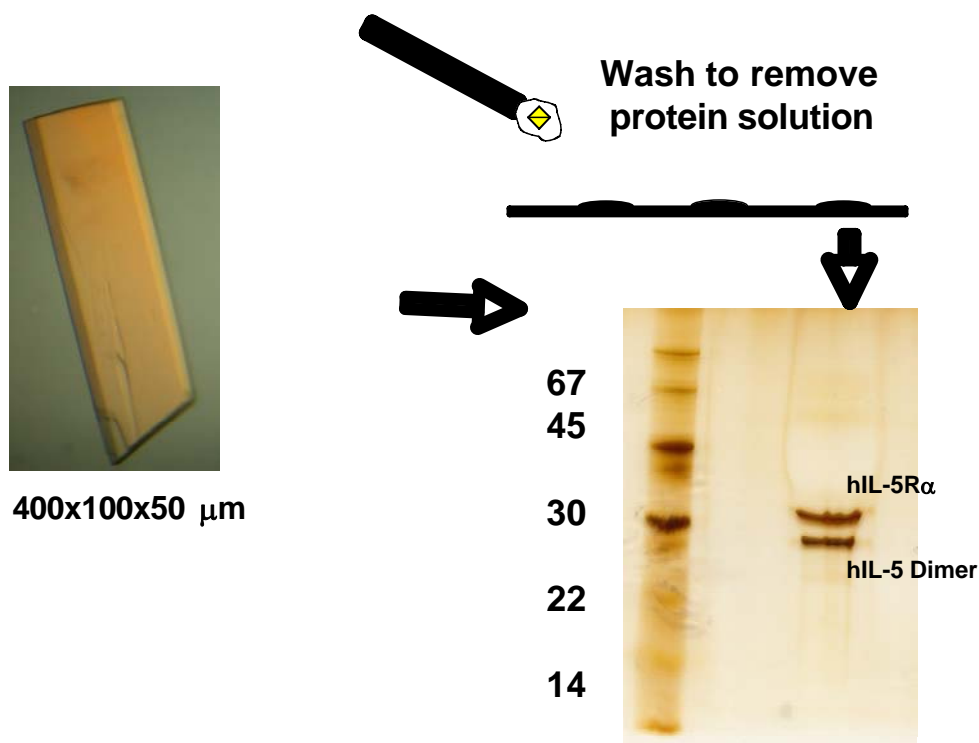 Wash to remove
protein solution
400x100x50 μm
67
45
30
22
14
hIL-5Rα
hIL-5 Dimer